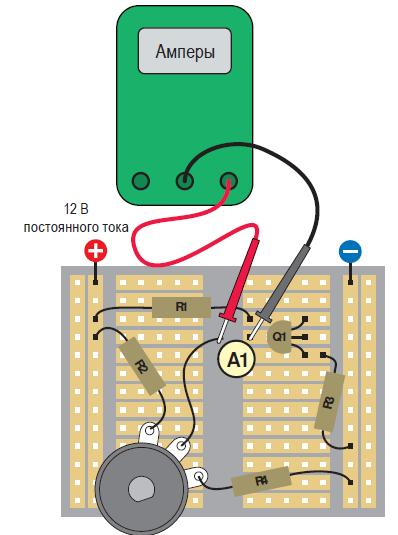 Амперы
12 В
постоянного тока
+
−
R1
Q1
A1
R2
R3
R4